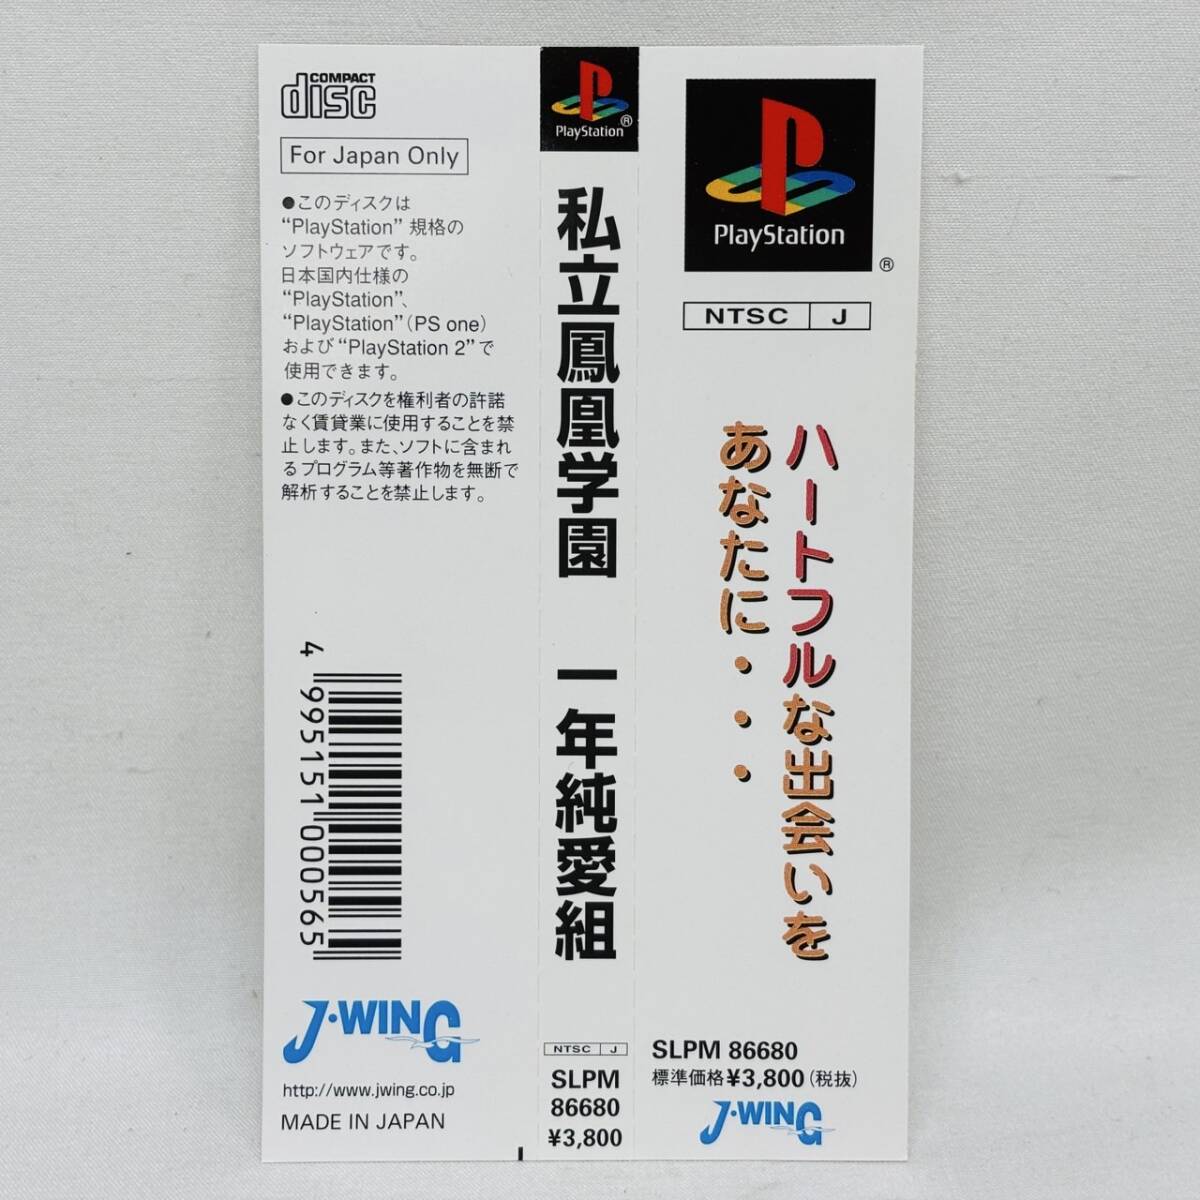 COMPACT
disc
For Japan Only
●このディスクは
“PlayStation” 規格の
ソフトウェアです。
日本国内仕様の
“PlayStation”、
“PlayStation”(PS one)
および“PlayStation 2”で
使用できます。
●このディスクを権利者の許諾
なく賃貸業に使用することを禁
止します。また、ソフトに含まれ
るプログラム等著作物を無断で
解析することを禁止します。
4 995151 000565
J·WING
http://www.jwing.co.jp
MADE IN JAPAN
PlayStation
®
私立鳳凰学園 一年純愛組
NTSC J
SLPM
86680
¥3,800
PlayStation
®
NTSC J
ハートフルな出会いを
あなたに・・・
SLPM 86680
標準価格¥3,800(税抜)
J·WING